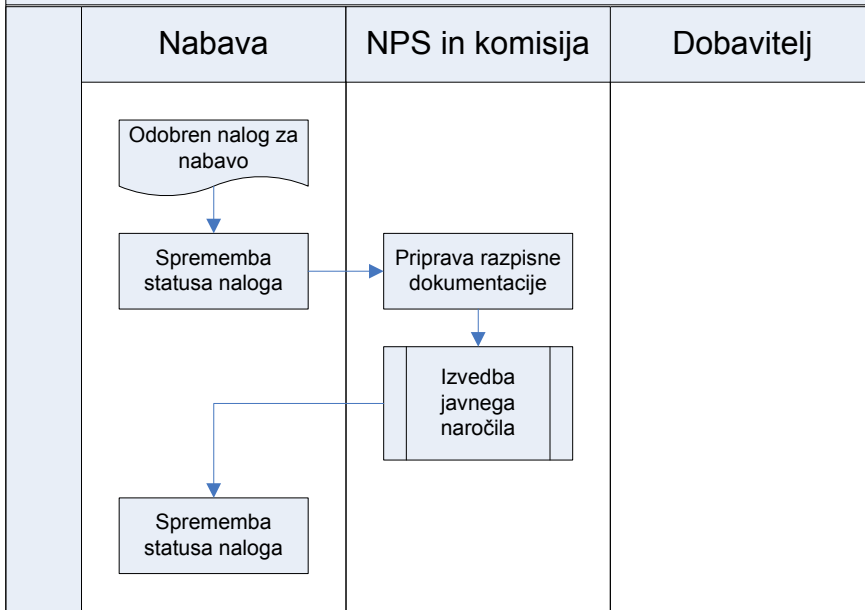 Nabava
NPS in komisija
Dobavitelj
Odobren nalog za
nabavo
Sprememba
statusa naloga
Priprava razpisne
dokumentacije
Izvedba
javnega
naročila
Sprememba
statusa naloga